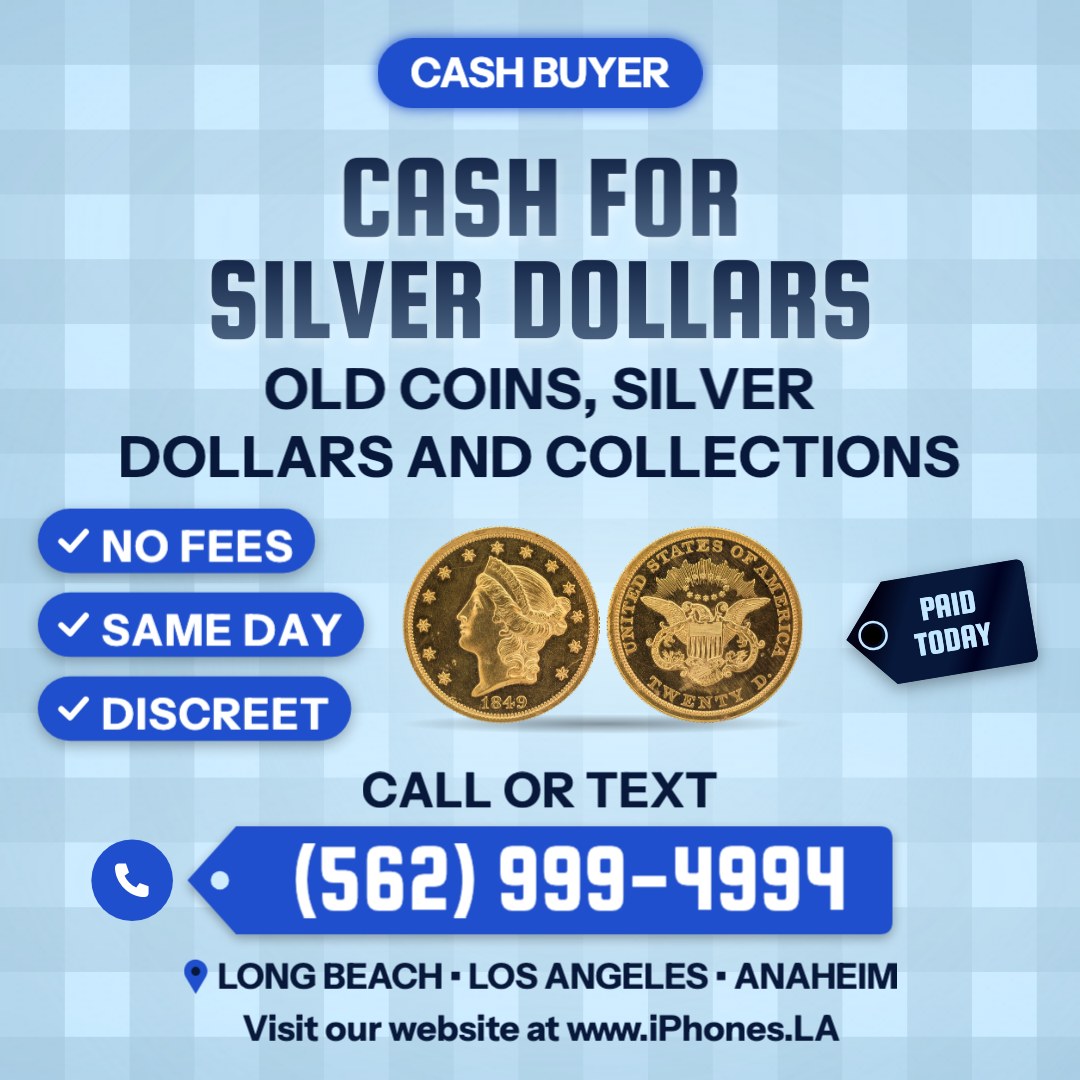 CASH BUYER
CASH FOR
SILVER DOLLARS
OLD COINS, SILVER
DOLLARS AND COLLECTIONS
NO FEES
SAME DAY
DISCREET
1849
UNITED STATES OF AMERICA
TWENTY D.
PAID
TODAY
CALL OR TEXT
(562) 999-4994
LONG BEACH ▪ LOS ANGELES ▪ ANAHEIM
Visit our website at www.iPhones.LA